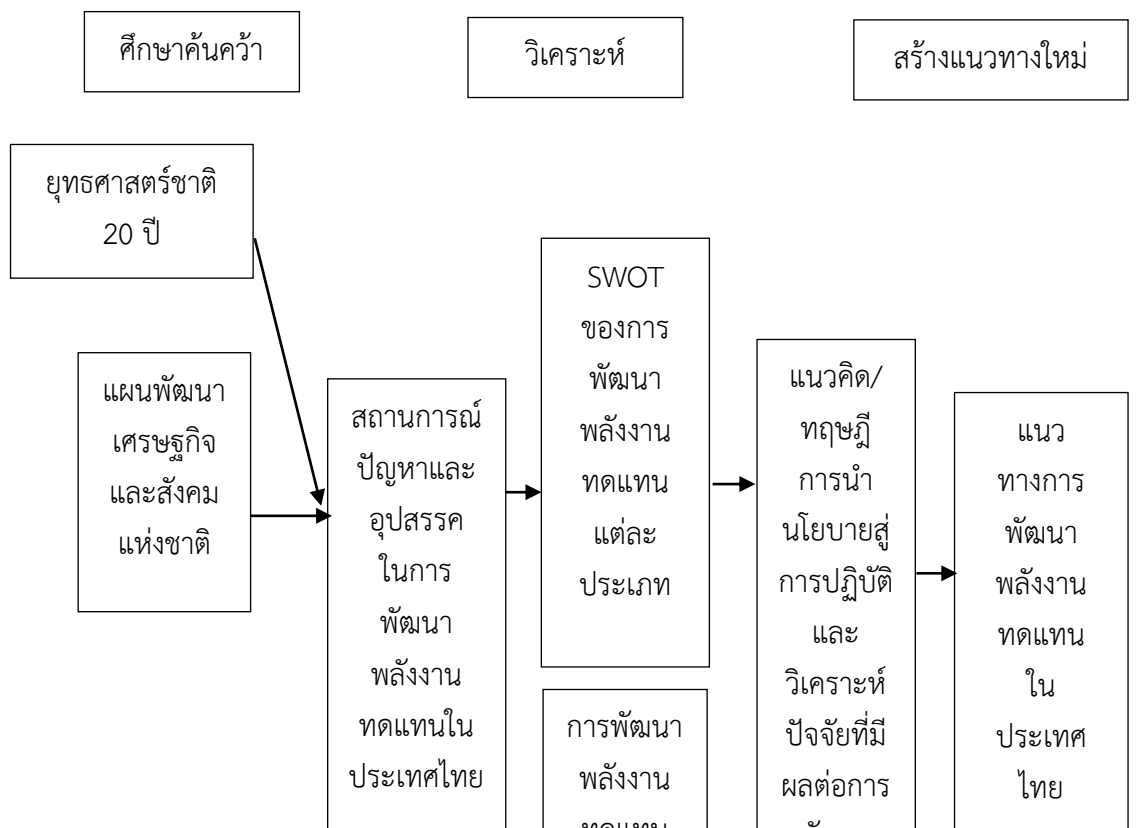 ศึกษาค้นคว้า
วิเคราะห์
สร้างแนวทางใหม่
ยุทธศาสตร์ชาติ
20 ปี
แผนพัฒนา
เศรษฐกิจ
และสังคม
แห่งชาติ
สถานการณ์
ปัญหาและ
อุปสรรค
ในการ
พัฒนา
พลังงาน
ทดแทนใน
ประเทศไทย
SWOT
ของการ
พัฒนา
พลังงาน
ทดแทน
แต่ละ
ประเภท
การพัฒนา
พลังงาน
ทดแทน
แนวคิด/
ทฤษฎี
การนำ
นโยบายสู่
การปฏิบัติ
และ
วิเคราะห์
ปัจจัยที่มี
ผลต่อการ
แนว
ทางการ
พัฒนา
พลังงาน
ทดแทน
ใน
ประเทศ
ไทย